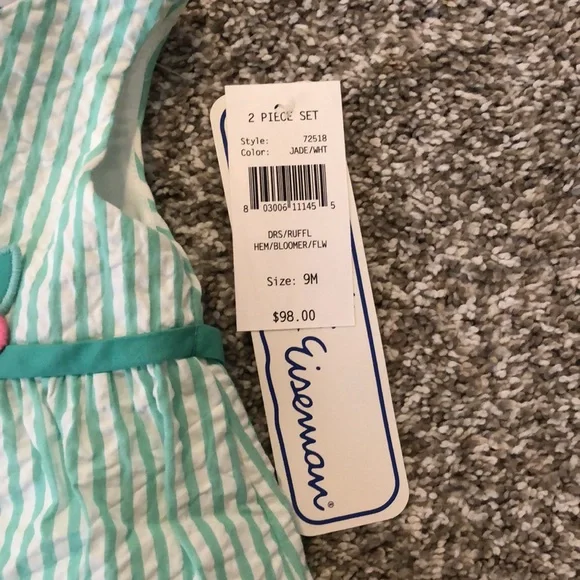 2 PIECE SET
Style: 72518
Color: JADE/WHT
8 03006 11145 5
DRS/RUFFL
HEM/BLOOMER/FLW
Size: 9M
$98.00
Eiseman®